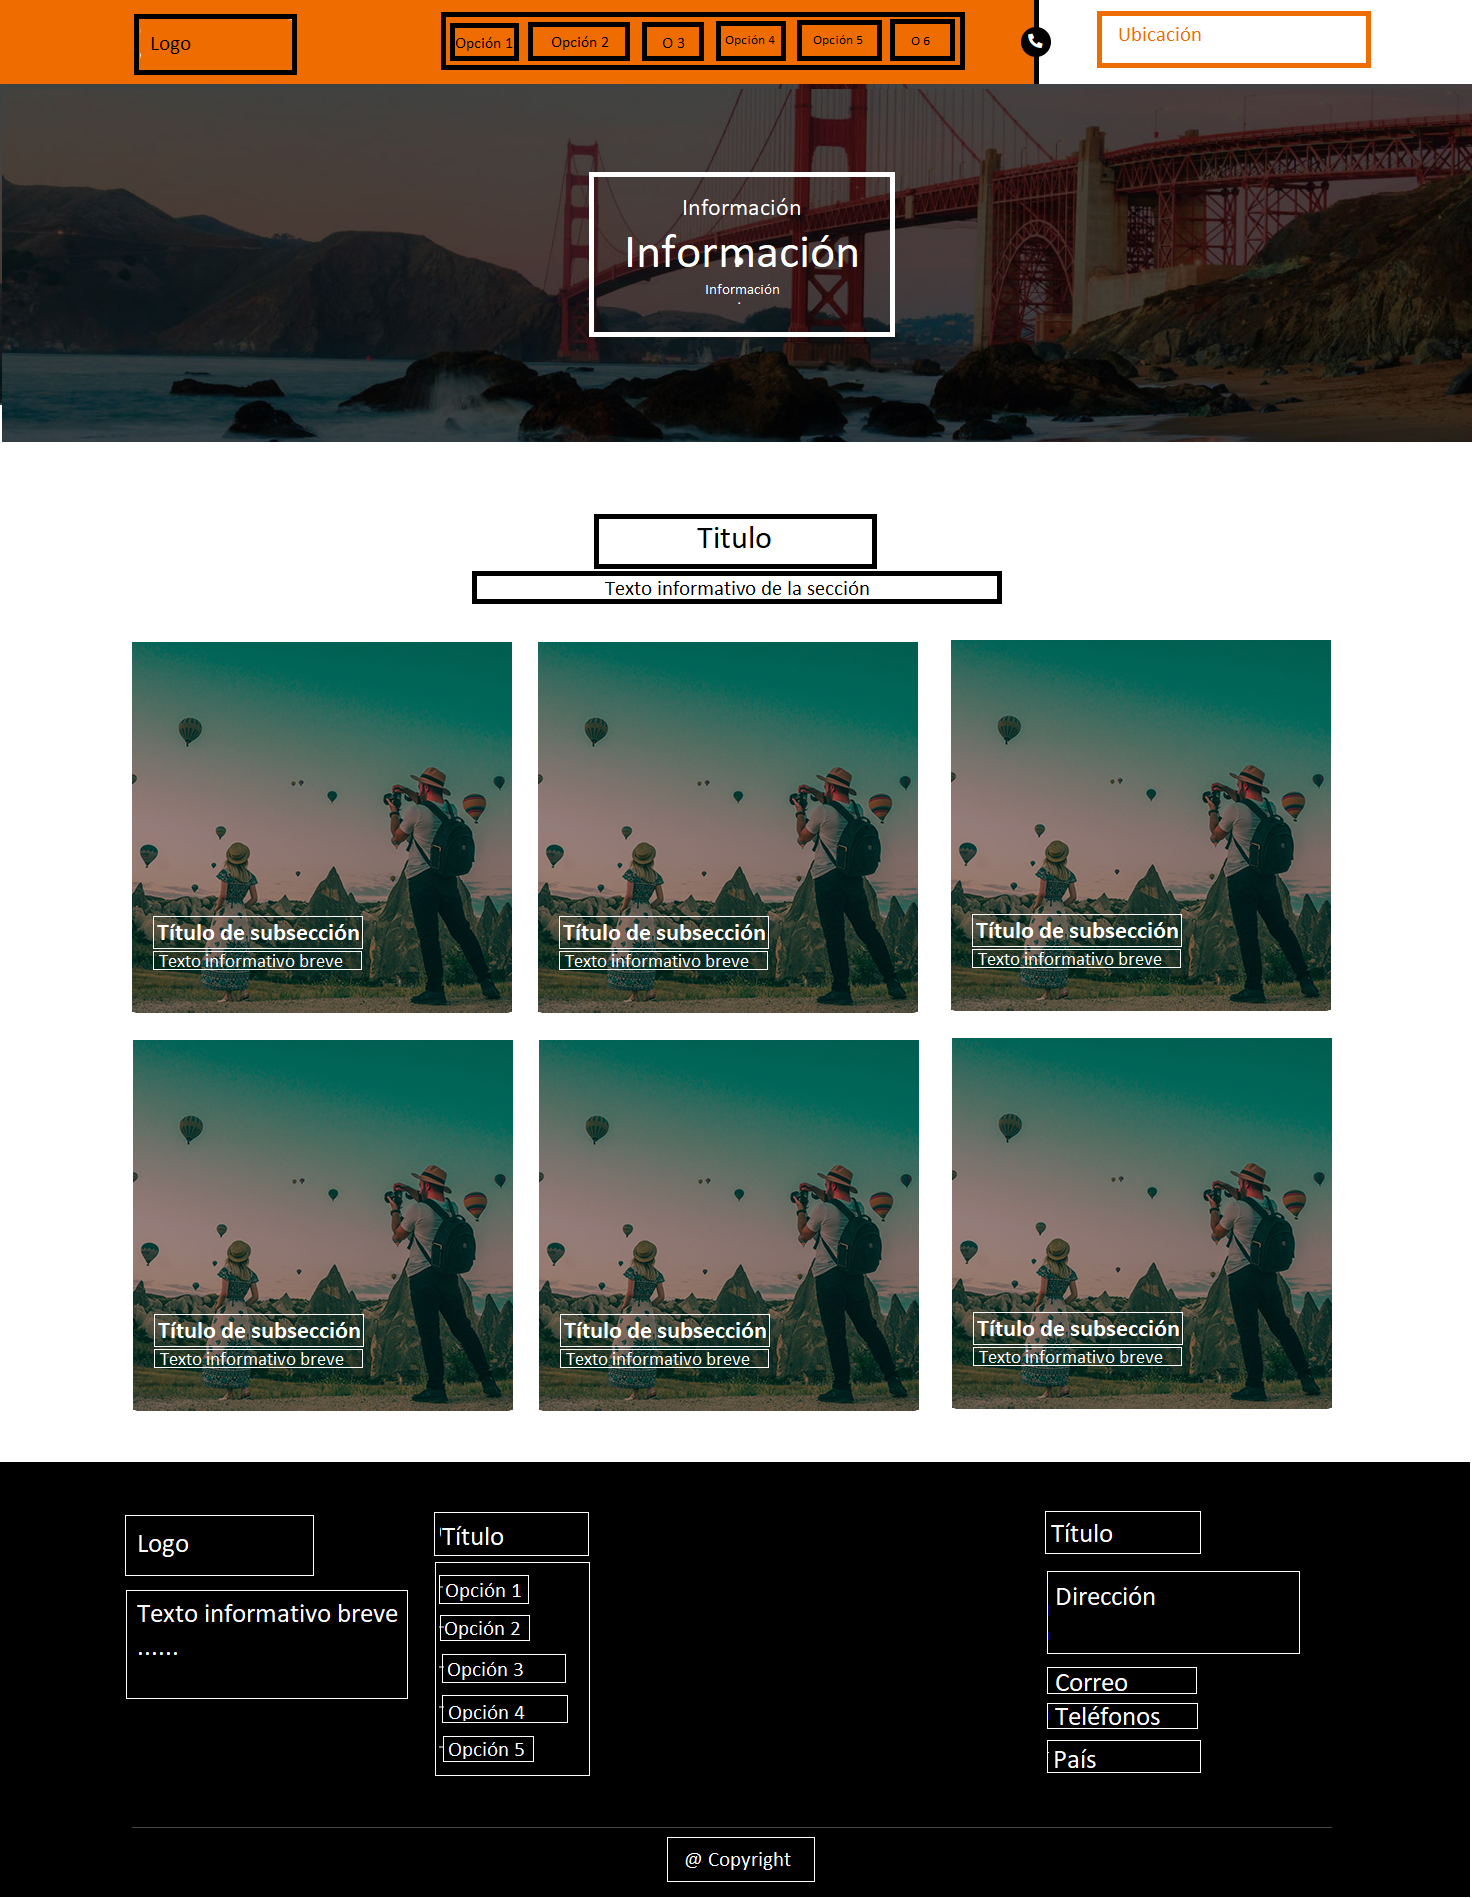 Logo
Opción 1
Opción 2
O 3
Opción 4
Opción 5
O 6
Ubicación
Información
Información
Información
Titulo
Texto informativo de la sección
Título de subsección
Texto informativo breve
Título de subsección
Texto informativo breve
Título de subsección
Texto informativo breve
Título de subsección
Texto informativo breve
Título de subsección
Texto informativo breve
Título de subsección
Texto informativo breve
Logo
Texto informativo breve
......
Título
Opción 1
Opción 2
Opción 3
Opción 4
Opción 5
Título
Dirección
Correo
Teléfonos
País
@ Copyright